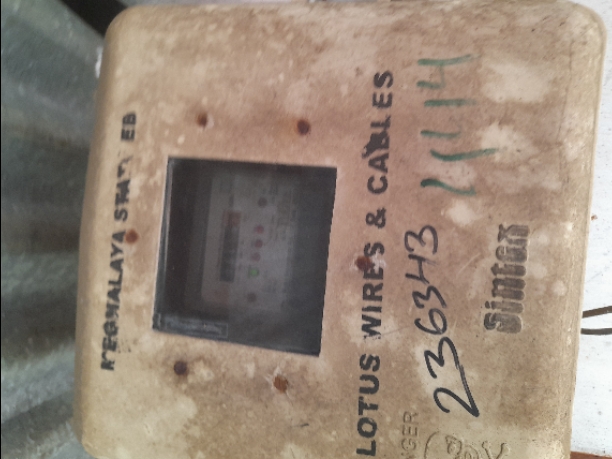 MEGHALAYA STATE EB
LOTUS WIRES & CABLES
236343
Sintex